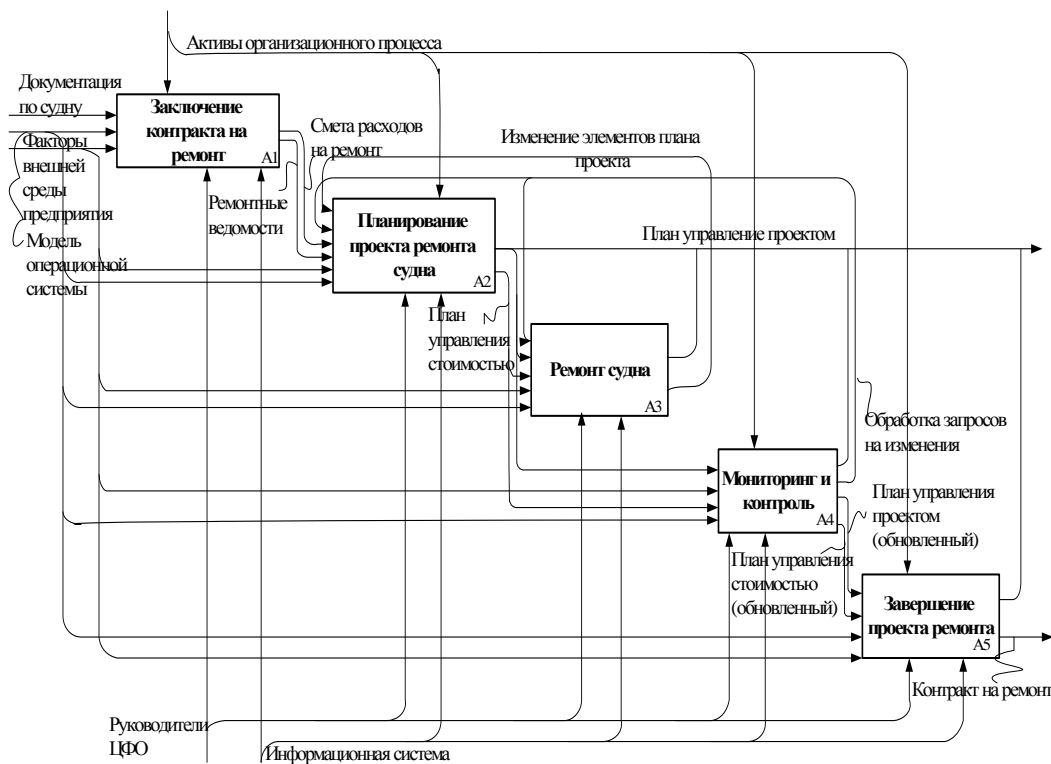 Активы организационного процесса
Документация
по судну
Заключение
контракта на
ремонт
A1
Факторы
внешней
среды
предприятия
Модель
операционной
системы
Смета расходов
на ремонт
Ремонтные
ведомости
Изменение элементов плана
проекта
Планирование
проекта ремонта
судна
A2
План управление проектом
План
управления
стоимостью
Ремонт судна
A3
Обработка запросов
на изменения
Мониторинг и
контроль
A4
План управления
проектом
(обновленный)
План управления
стоимостью
(обновленный)
Завершение
проекта ремонта
A5
Контракт на ремонт
Руководители
ЦФО
Информационная система